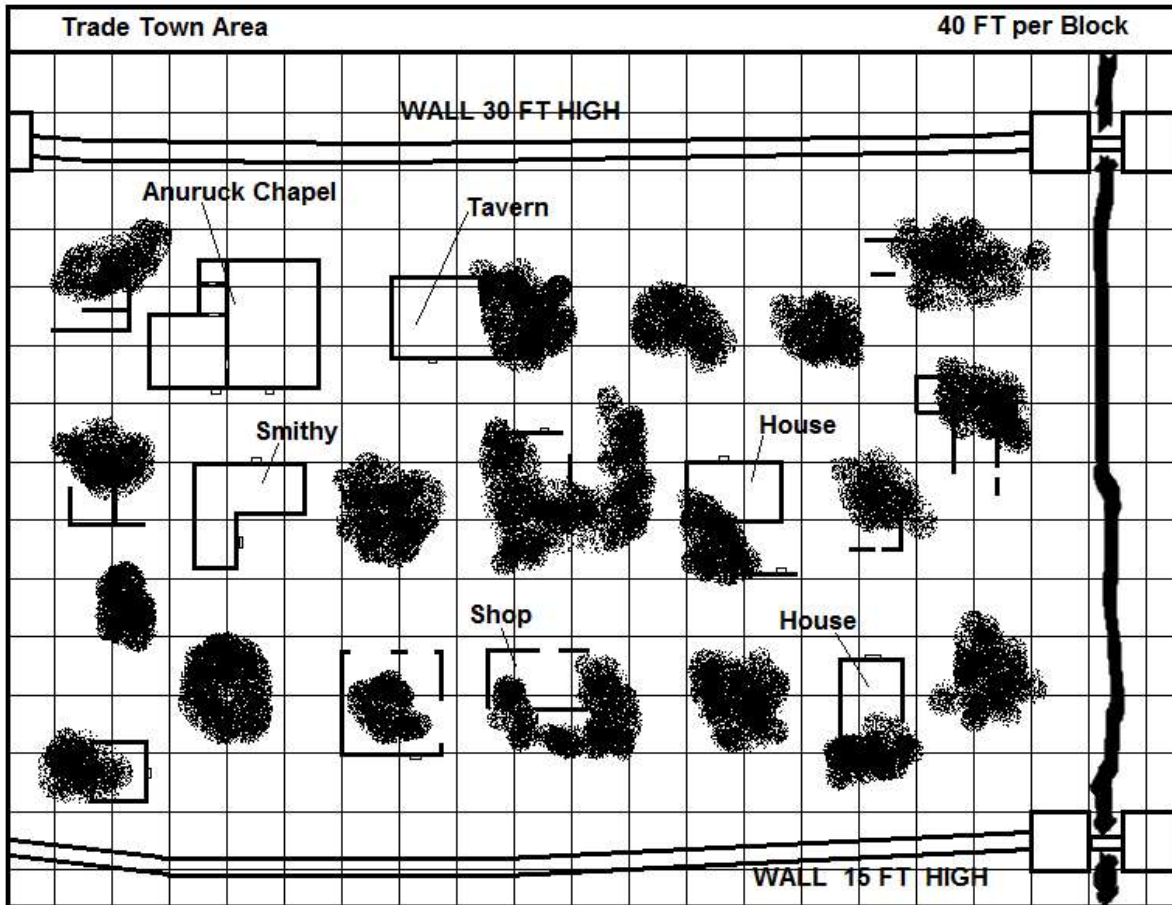 Trade Town Area
40 FT per Block
WALL 30 FT HIGH
Anuruck Chapel
Tavern
Smithy
House
Shop
House
WALL 15 FT HIGH